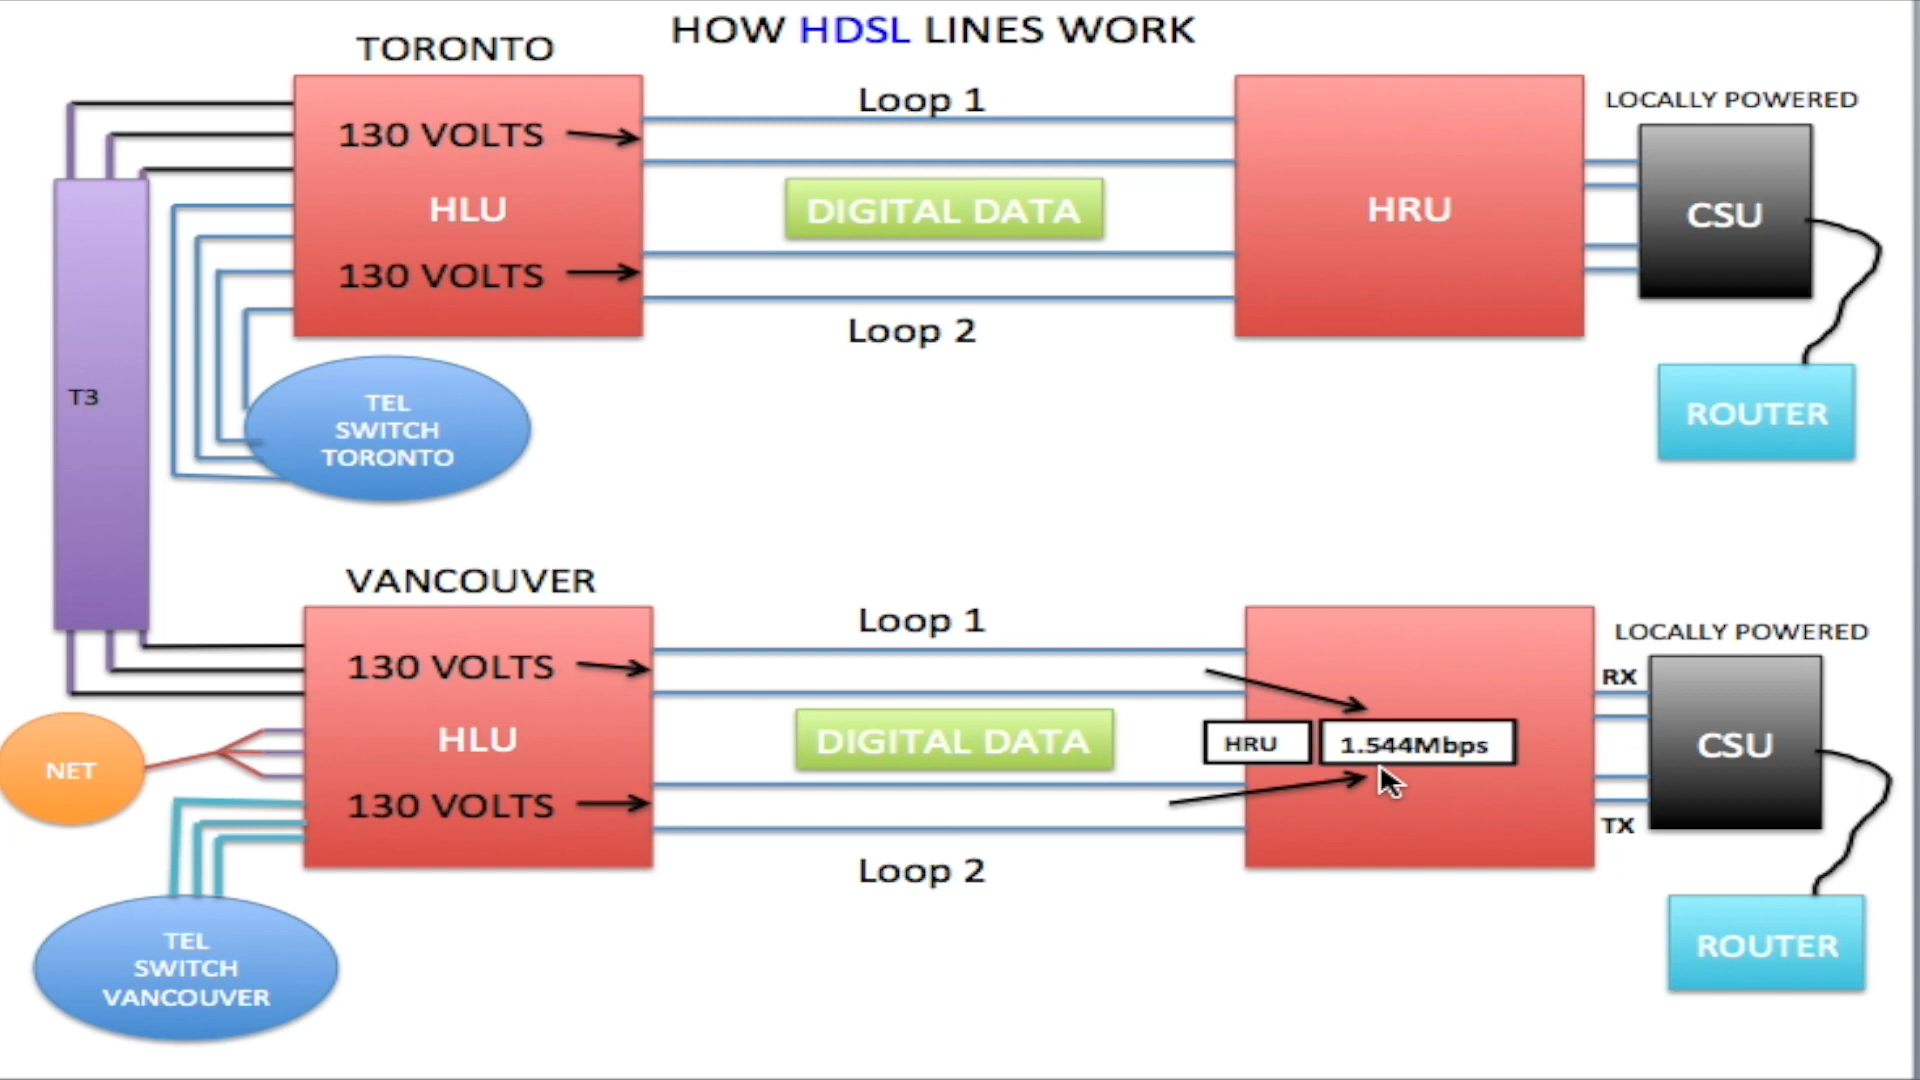 HOW HDSL LINES WORK
TORONTO
Loop 1
LOCALLY POWERED
130 VOLTS
HLU
DIGITAL DATA
HRU
CSU
130 VOLTS
Loop 2
T3
TEL
SWITCH
TORONTO
ROUTER
VANCOUVER
Loop 1
LOCALLY POWERED
130 VOLTS
RX
HLU
DIGITAL DATA
HRU
1.544Mbps
CSU
NET
130 VOLTS
TX
Loop 2
TEL
SWITCH
VANCOUVER
ROUTER